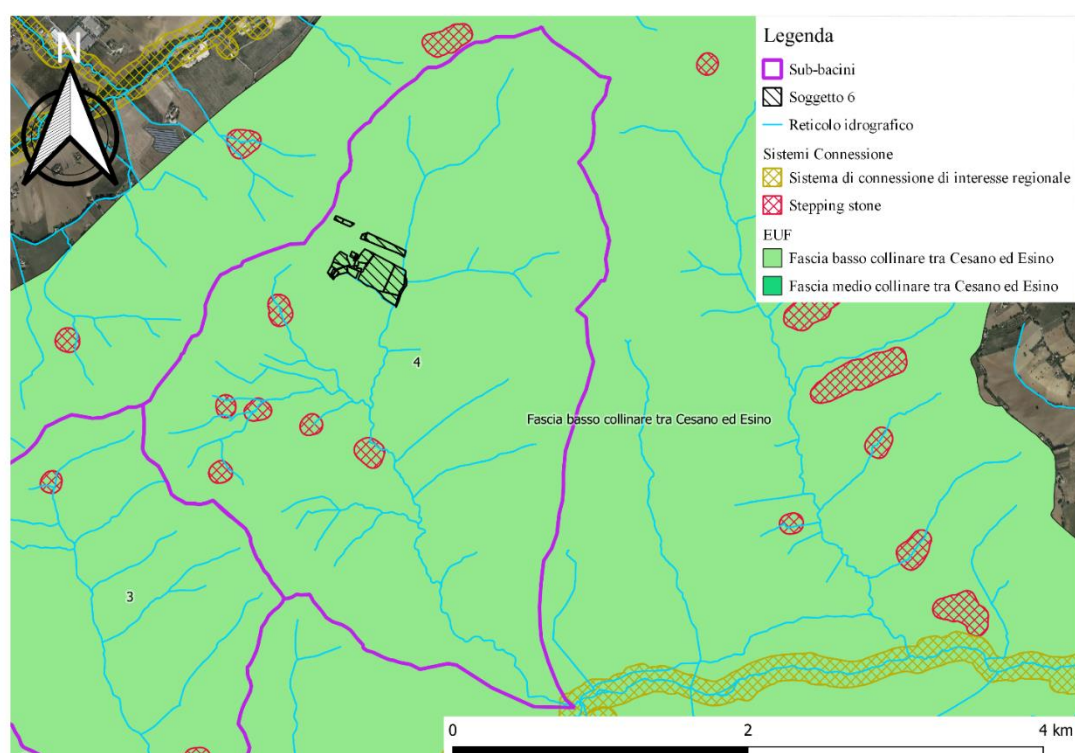 N
Legenda
Sub-bacini
Soggetto 6
Reticolo idrografico
Sistemi Connessione
Sistema di connessione di interesse regionale
Stepping stone
EUF
Fascia basso collinare tra Cesano ed Esino
Fascia medio collinare tra Cesano ed Esino
4
Fascia basso collinare tra Cesano ed Esino
3
0 2 4 km